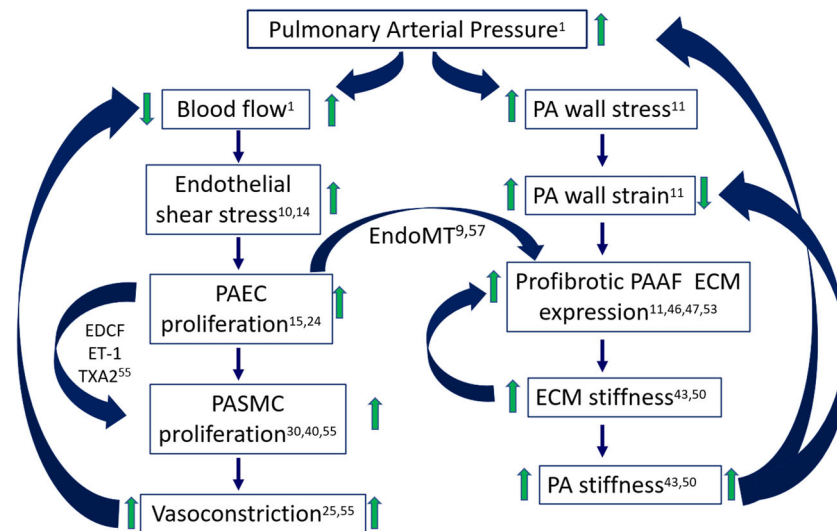 Pulmonary Arterial Pressure¹
Blood flow¹
PA wall stress¹¹
Endothelial
shear stress¹⁰,¹⁴
PA wall strain¹¹
EndoMT⁹,⁵⁷
PAEC
proliferation¹⁵,²⁴
Profibrotic PAAF ECM
expression¹¹,⁴⁶,⁴⁷,⁵³
EDCF
ET-1
TXA2⁵⁵
PASMC
proliferation³⁰,⁴⁰,⁵⁵
ECM stiffness⁴³,⁵⁰
Vasoconstriction²⁵,⁵⁵
PA stiffness⁴³,⁵⁰